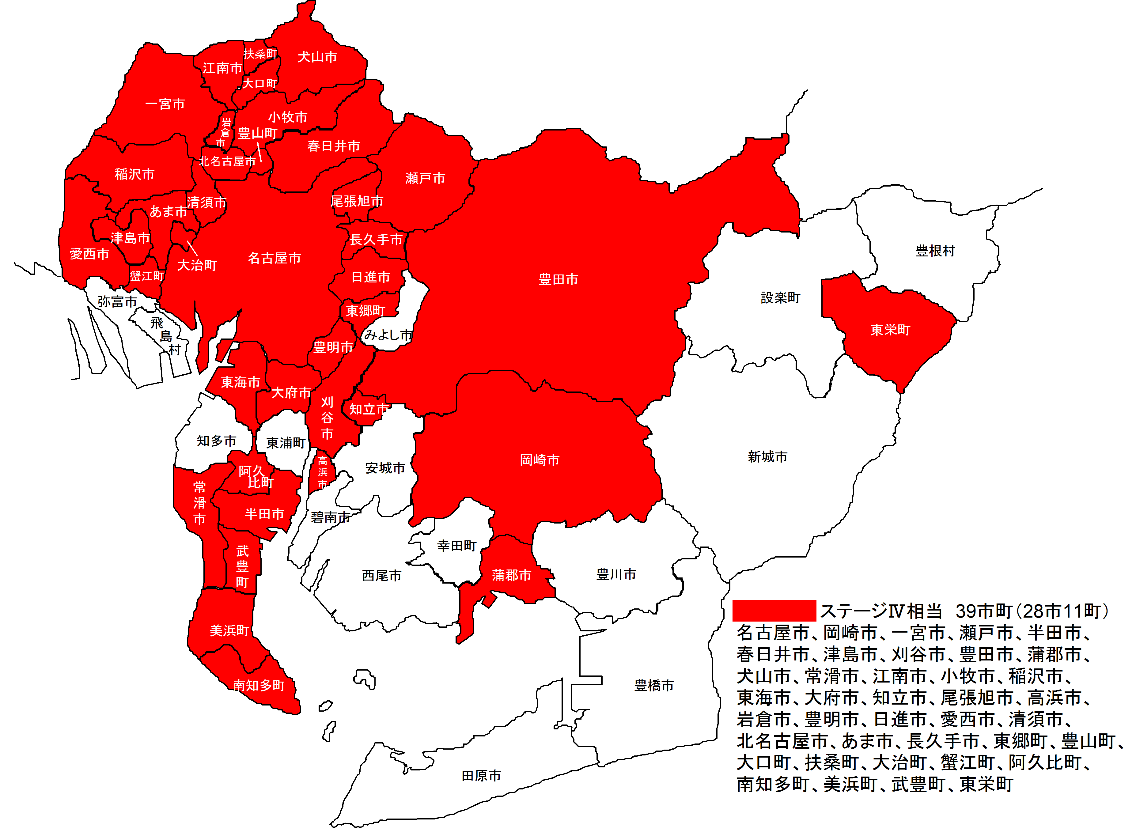 扶桑町
犬山市
江南市
大口町
一宮市
小牧市
岩倉市
豊山町
春日井市
北名古屋市
稲沢市
瀬戸市
清須市
尾張旭市
あま市
津島市
長久手市
愛西市
大治町
名古屋市
蟹江町
日進市
豊田市
豊根村
設楽町
弥富市
東郷町
飛島村
みよし市
東栄町
豊明市
東海市
大府市
刈谷市
知立市
知多市
東浦町
新城市
岡崎市
安城市
高浜市
阿久比町
常滑市
半田市
碧南市
幸田町
武豊町
西尾市
蒲郡市
豊川市
美浜町
南知多町
豊橋市
田原市
ステージⅣ相当 39市町(28市11町)
名古屋市、岡崎市、一宮市、瀬戸市、半田市、
春日井市、津島市、刈谷市、豊田市、蒲郡市、
犬山市、常滑市、江南市、小牧市、稲沢市、
東海市、大府市、知立市、尾張旭市、高浜市、
岩倉市、豊明市、日進市、愛西市、清須市、
北名古屋市、あま市、長久手市、東郷町、豊山町、
大口町、扶桑町、大治町、蟹江町、阿久比町、
南知多町、美浜町、武豊町、東栄町